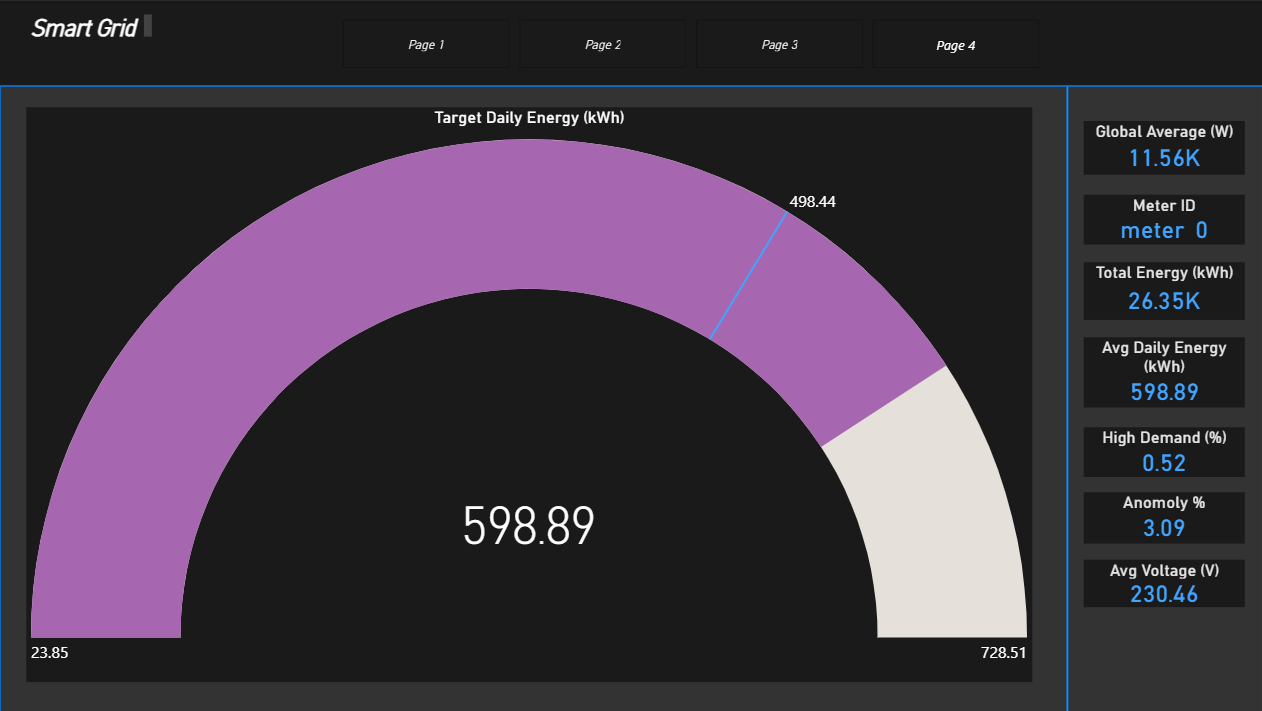 Smart Grid
Page 1
Page 2
Page 3
Page 4
Target Daily Energy (kWh)
498.44
598.89
23.85
728.51
Global Average (W)
11.56K
Meter ID
meter 0
Total Energy (kWh)
26.35K
Avg Daily Energy
(kWh)
598.89
High Demand (%)
0.52
Anomoly %
3.09
Avg Voltage (V)
230.46